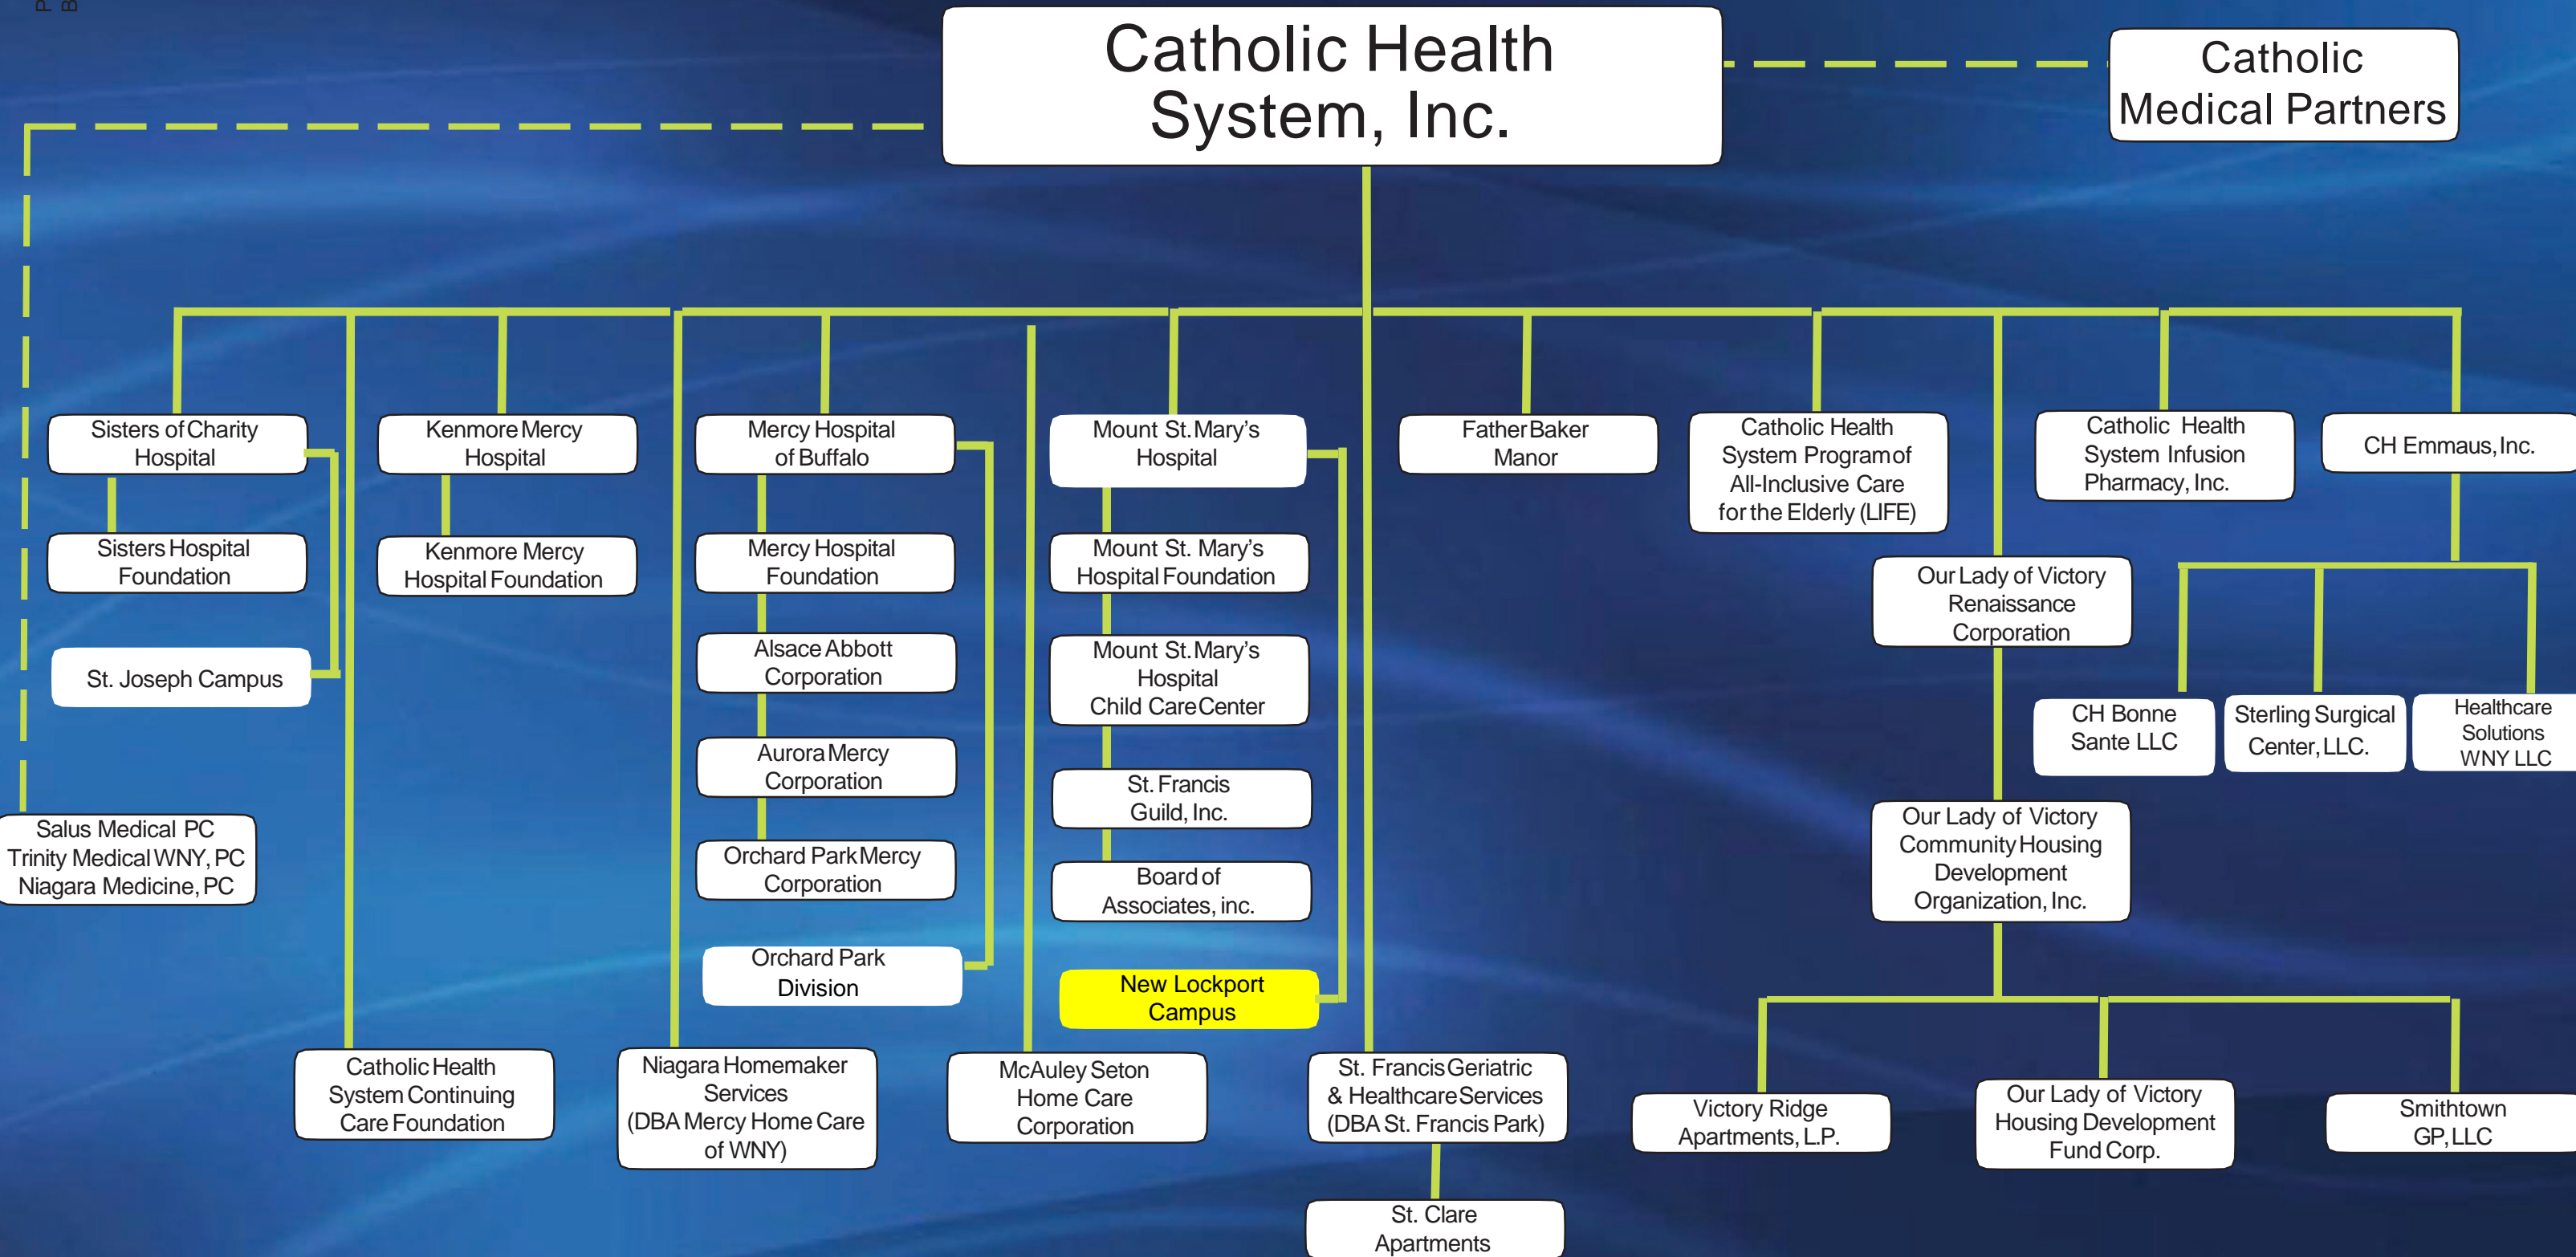 P
B
Catholic Health
System, Inc.
Catholic
Medical Partners
Sisters of Charity
Hospital
Kenmore Mercy
Hospital
Mercy Hospital
of Buffalo
Mount St. Mary's
Hospital
Father Baker
Manor
Catholic Health
System Program of
All-Inclusive Care
for the Elderly (LIFE)
Catholic Health
System Infusion
Pharmacy, Inc.
CH Emmaus, Inc.
Sisters Hospital
Foundation
Kenmore Mercy
Hospital Foundation
Mercy Hospital
Foundation
Mount St. Mary's
Hospital Foundation
Our Lady of Victory
Renaissance
Corporation
St. Joseph Campus
Alsace Abbott
Corporation
Mount St. Mary's
Hospital
Child Care Center
CH Bonne
Sante LLC
Sterling Surgical
Center, LLC.
Healthcare
Solutions
WNY LLC
Aurora Mercy
Corporation
St. Francis
Guild, Inc.
Salus Medical PC
Trinity Medical WNY, PC
Niagara Medicine, PC
Orchard Park Mercy
Corporation
Board of
Associates, inc.
Our Lady of Victory
Community Housing
Development
Organization, Inc.
Orchard Park
Division
New Lockport
Campus
Catholic Health
System Continuing
Care Foundation
Niagara Homemaker
Services
(DBA Mercy Home Care
of WNY)
McAuley Seton
Home Care
Corporation
St. Francis Geriatric
& Healthcare Services
(DBA St. Francis Park)
Victory Ridge
Apartments, L.P.
Our Lady of Victory
Housing Development
Fund Corp.
Smithtown
GP, LLC
St. Clare
Apartments